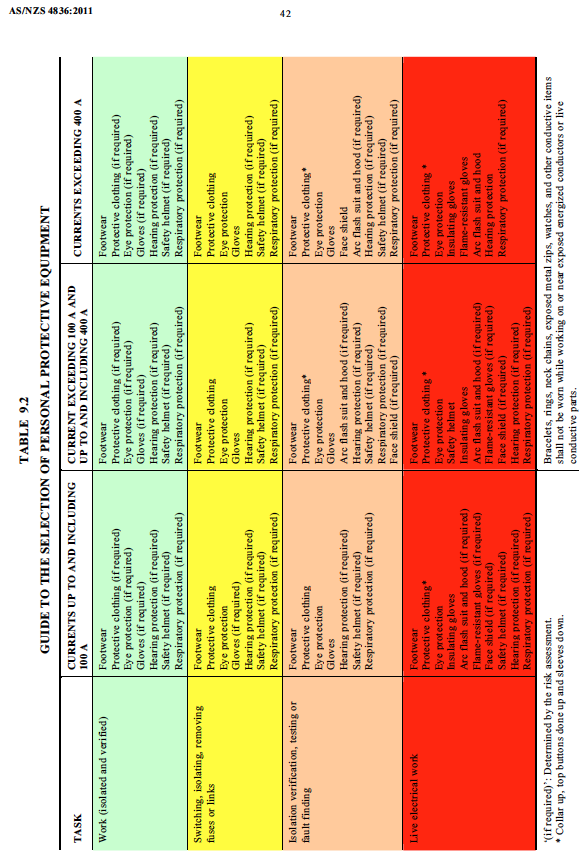 AS/NZS 4836:2011
42
TABLE 9.2
GUIDE TO THE SELECTION OF PERSONAL PROTECTIVE EQUIPMENT
TASK
CURRENTS UP TO AND INCLUDING
100 A
CURRENT EXCEEDING 100 A AND
UP TO AND INCLUDING 400 A
CURRENTS EXCEEDING 400 A
Work (isolated and verified)
Footwear
Protective clothing (if required)
Eye protection (if required)
Gloves (if required)
Hearing protection (if required)
Safety helmet (if required)
Respiratory protection (if required)
Footwear
Protective clothing (if required)
Eye protection (if required)
Gloves (if required)
Hearing protection (if required)
Safety helmet (if required)
Respiratory protection (if required)
Footwear
Protective clothing (if required)
Eye protection (if required)
Gloves (if required)
Hearing protection (if required)
Safety helmet (if required)
Respiratory protection (if required)
Switching, isolating, removing
fuses or links
Footwear
Protective clothing
Eye protection
Gloves (if required)
Hearing protection (if required)
Safety helmet (if required)
Respiratory protection (if required)
Footwear
Protective clothing
Eye protection
Gloves
Hearing protection (if required)
Safety helmet (if required)
Respiratory protection (if required)
Footwear
Protective clothing
Eye protection
Gloves
Hearing protection (if required)
Safety helmet (if required)
Respiratory protection (if required)
Isolation verification, testing or
fault finding
Footwear
Protective clothing
Eye protection
Gloves
Hearing protection (if required)
Safety helmet (if required)
Respiratory protection (if required)
Footwear
Protective clothing*
Eye protection
Gloves
Arc flash suit and hood (if required)
Hearing protection (if required)
Safety helmet (if required)
Respiratory protection (if required)
Face shield (if required)
Footwear
Protective clothing*
Eye protection
Gloves
Face shield
Arc flash suit and hood (if required)
Hearing protection (if required)
Safety helmet (if required)
Respiratory protection (if required)
Live electrical work
Footwear
Protective clothing*
Eye protection
Insulating gloves
Arc flash suit and hood (if required)
Flame-resistant gloves (if required)
Face shield (if required)
Safety helmet (if required)
Hearing protection (if required)
Respiratory protection (if required)
Footwear
Protective clothing *
Eye protection
Safety helmet
Insulating gloves
Arc flash suit and hood (if required)
Flame-resistant gloves (if required)
Face shield (if required)
Hearing protection (if required)
Respiratory protection (if required)
Footwear
Protective clothing *
Eye protection
Insulating gloves
Flame-resistant gloves
Arc flash suit and hood
Hearing protection
Respiratory protection (if required)
'(if required)': Determined by the risk assessment.
* Collar up, top buttons done up and sleeves down.
Bracelets, rings, neck chains, exposed metal zips, watches, and other conductive items
shall not be worn while working on or near exposed energized conductors or live
conductive parts.